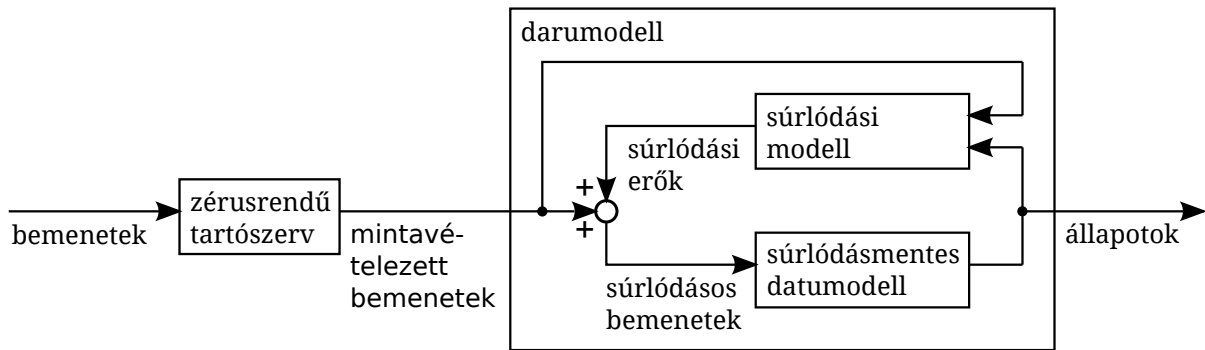 darumodell
súrlódási
modell
súrlódási
erők
+
+
zérusrendű
tartószerv
bemenetek
mintavé-
telezett
bemenetek
súrlódásos
bemenetek
súrlódásmentes
datumodell
állapotok